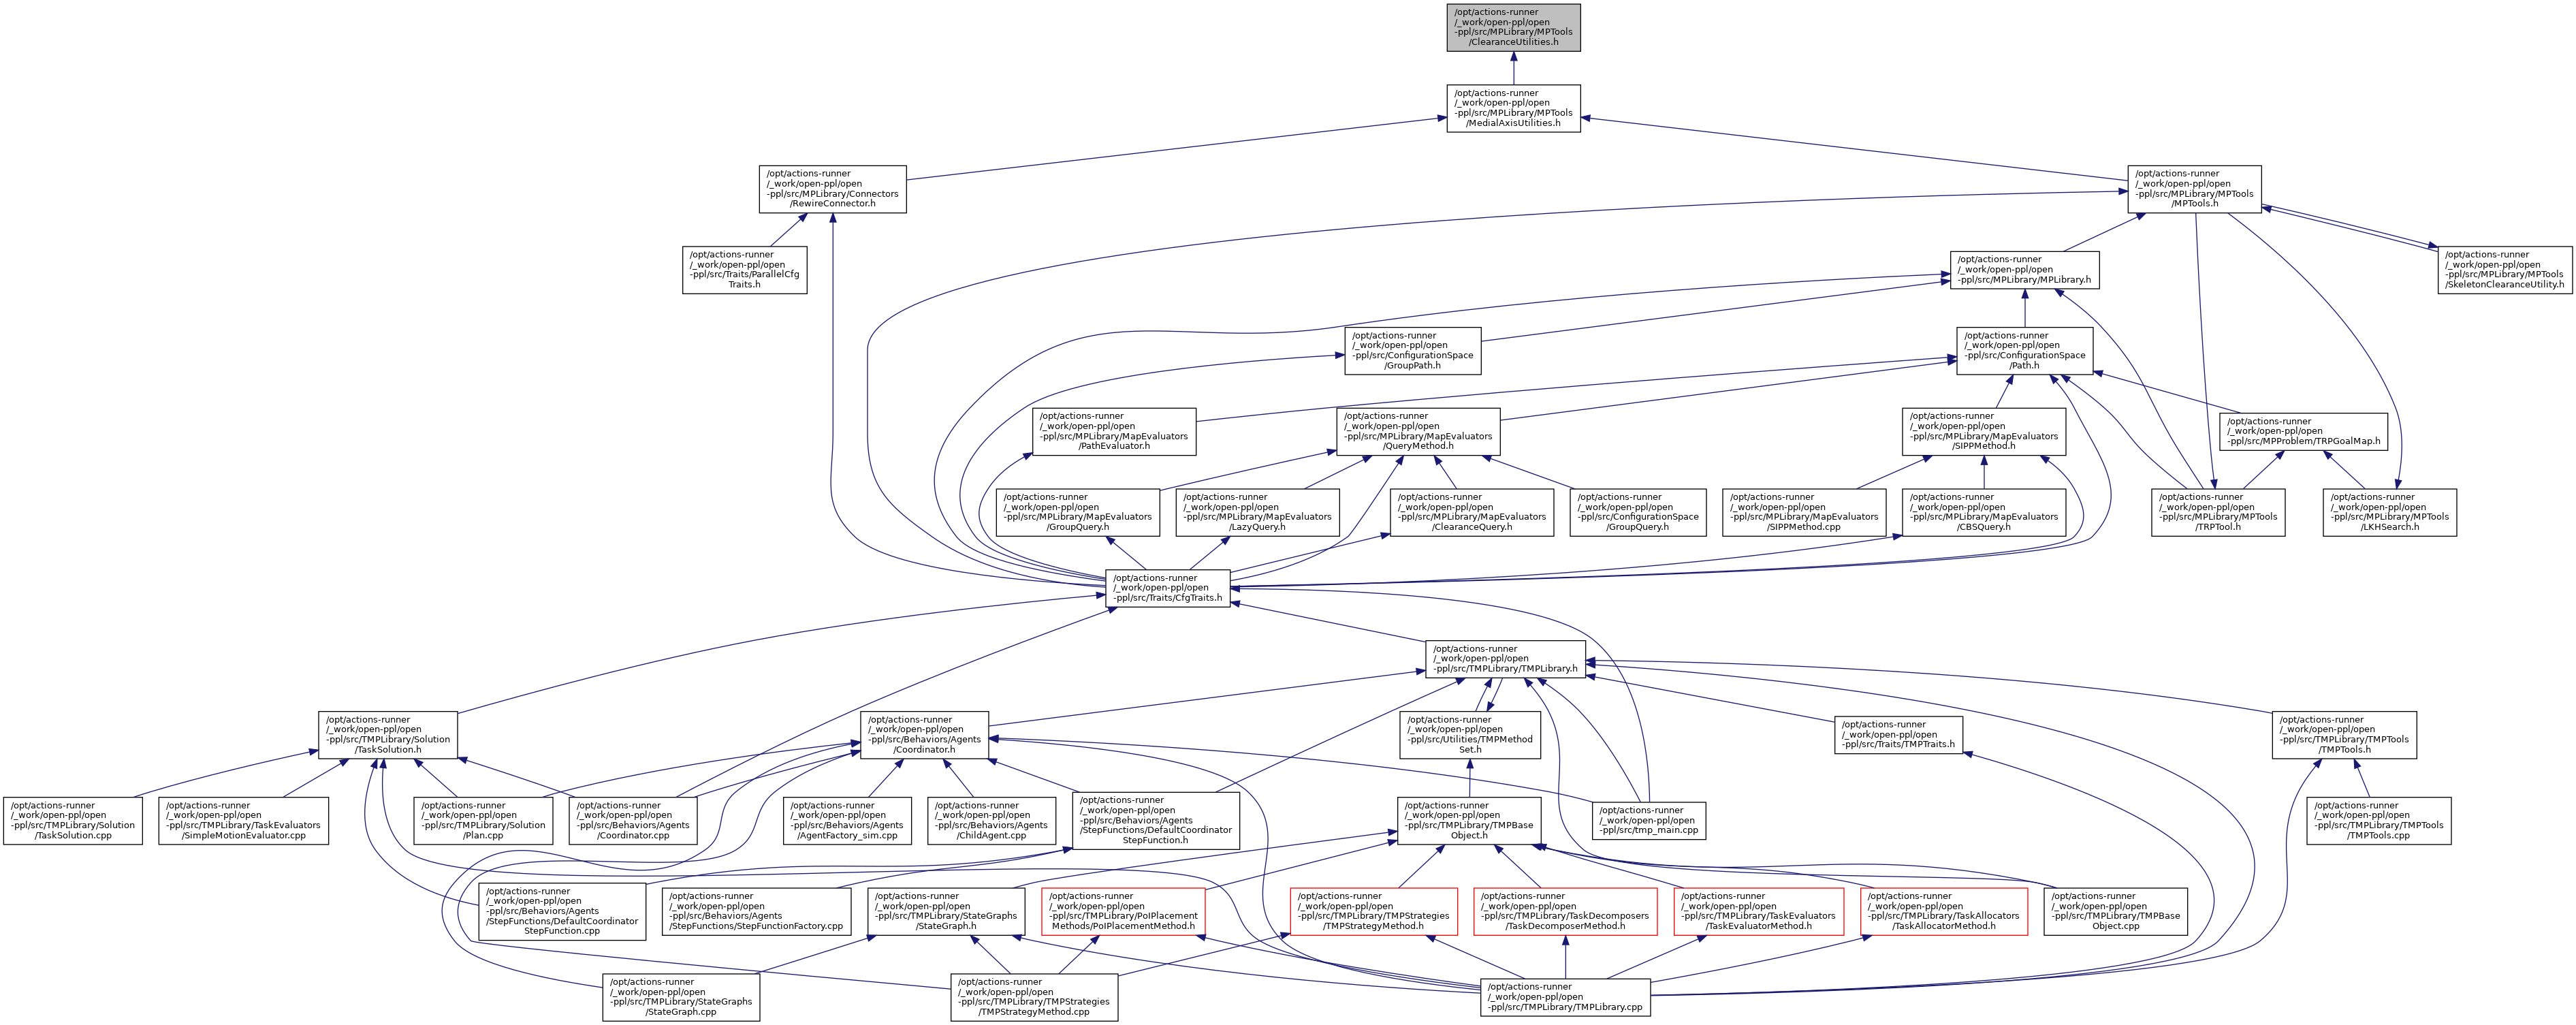 /opt/actions-runner
/_work/open-ppl/open
-ppl/src/MPLibrary/MPTools
/ClearanceUtilities.h
/opt/actions-runner
/_work/open-ppl/open
-ppl/src/MPLibrary/MPTools
/MedialAxisUtilities.h
/opt/actions-runner
/_work/open-ppl/open
-ppl/src/MPLibrary/Connectors
/RewireConnector.h
/opt/actions-runner
/_work/open-ppl/open
-ppl/src/MPLibrary/MPTools
/MPTools.h
/opt/actions-runner
/_work/open-ppl/open
-ppl/src/Traits/ParallelCfg
Traits.h
/opt/actions-runner
/_work/open-ppl/open
-ppl/src/MPLibrary/MPLibrary.h
/opt/actions-runner
/_work/open-ppl/open
-ppl/src/MPLibrary/MPTools
/SkeletonClearanceUtility.h
/opt/actions-runner
/_work/open-ppl/open
-ppl/src/ConfigurationSpace
/GroupPath.h
/opt/actions-runner
/_work/open-ppl/open
-ppl/src/ConfigurationSpace
/Path.h
/opt/actions-runner
/_work/open-ppl/open
-ppl/src/MPLibrary/MapEvaluators
/PathEvaluator.h
/opt/actions-runner
/_work/open-ppl/open
-ppl/src/MPLibrary/MapEvaluators
/QueryMethod.h
/opt/actions-runner
/_work/open-ppl/open
-ppl/src/MPLibrary/MapEvaluators
/SIPPMethod.h
/opt/actions-runner
/_work/open-ppl/open
-ppl/src/MPProblem/TRPGoalMap.h
/opt/actions-runner
/_work/open-ppl/open
-ppl/src/MPLibrary/MapEvaluators
/GroupQuery.h
/opt/actions-runner
/_work/open-ppl/open
-ppl/src/MPLibrary/MapEvaluators
/LazyQuery.h
/opt/actions-runner
/_work/open-ppl/open
-ppl/src/MPLibrary/MapEvaluators
/ClearanceQuery.h
/opt/actions-runner
/_work/open-ppl/open
-ppl/src/ConfigurationSpace
/GroupQuery.h
/opt/actions-runner
/_work/open-ppl/open
-ppl/src/MPLibrary/MapEvaluators
/SIPPMethod.cpp
/opt/actions-runner
/_work/open-ppl/open
-ppl/src/MPLibrary/MapEvaluators
/CBSQuery.h
/opt/actions-runner
/_work/open-ppl/open
-ppl/src/MPLibrary/MPTools
/TRPTool.h
/opt/actions-runner
/_work/open-ppl/open
-ppl/src/MPLibrary/MPTools
/LKHSearch.h
/opt/actions-runner
/_work/open-ppl/open
-ppl/src/Traits/CfgTraits.h
/opt/actions-runner
/_work/open-ppl/open
-ppl/src/TMPLibrary/TMPLibrary.h
/opt/actions-runner
/_work/open-ppl/open
-ppl/src/TMPLibrary/Solution
/TaskSolution.h
/opt/actions-runner
/_work/open-ppl/open
-ppl/src/Behaviors/Agents
/Coordinator.h
/opt/actions-runner
/_work/open-ppl/open
-ppl/src/Utilities/TMPMethod
Set.h
/opt/actions-runner
/_work/open-ppl/open
-ppl/src/Traits/TMPTraits.h
/opt/actions-runner
/_work/open-ppl/open
-ppl/src/TMPLibrary/TMPTools
/TMPTools.h
/opt/actions-runner
/_work/open-ppl/open
-ppl/src/TMPLibrary/Solution
/TaskSolution.cpp
/opt/actions-runner
/_work/open-ppl/open
-ppl/src/TMPLibrary/TaskEvaluators
/SimpleMotionEvaluator.cpp
/opt/actions-runner
/_work/open-ppl/open
-ppl/src/TMPLibrary/Solution
/Plan.cpp
/opt/actions-runner
/_work/open-ppl/open
-ppl/src/Behaviors/Agents
/Coordinator.cpp
/opt/actions-runner
/_work/open-ppl/open
-ppl/src/Behaviors/Agents
/AgentFactory_sim.cpp
/opt/actions-runner
/_work/open-ppl/open
-ppl/src/Behaviors/Agents
/ChildAgent.cpp
/opt/actions-runner
/_work/open-ppl/open
-ppl/src/Behaviors/Agents
/StepFunctions/DefaultCoordinator
StepFunction.h
/opt/actions-runner
/_work/open-ppl/open
-ppl/src/TMPLibrary/TMPBase
Object.h
/opt/actions-runner
/_work/open-ppl/open
-ppl/src/tmp_main.cpp
/opt/actions-runner
/_work/open-ppl/open
-ppl/src/TMPLibrary/TMPTools
/TMPTools.cpp
/opt/actions-runner
/_work/open-ppl/open
-ppl/src/Behaviors/Agents
/StepFunctions/DefaultCoordinator
StepFunction.cpp
/opt/actions-runner
/_work/open-ppl/open
-ppl/src/Behaviors/Agents
/StepFunctions/StepFunctionFactory.cpp
/opt/actions-runner
/_work/open-ppl/open
-ppl/src/TMPLibrary/StateGraphs
/StateGraph.h
/opt/actions-runner
/_work/open-ppl/open
-ppl/src/TMPLibrary/PoIPlacement
Methods/PoIPlacementMethod.h
/opt/actions-runner
/_work/open-ppl/open
-ppl/src/TMPLibrary/TMPStrategies
/TMPStrategyMethod.h
/opt/actions-runner
/_work/open-ppl/open
-ppl/src/TMPLibrary/TaskDecomposers
/TaskDecomposerMethod.h
/opt/actions-runner
/_work/open-ppl/open
-ppl/src/TMPLibrary/TaskEvaluators
/TaskEvaluatorMethod.h
/opt/actions-runner
/_work/open-ppl/open
-ppl/src/TMPLibrary/TaskAllocators
/TaskAllocatorMethod.h
/opt/actions-runner
/_work/open-ppl/open
-ppl/src/TMPLibrary/TMPBase
Object.cpp
/opt/actions-runner
/_work/open-ppl/open
-ppl/src/TMPLibrary/StateGraphs
/StateGraph.cpp
/opt/actions-runner
/_work/open-ppl/open
-ppl/src/TMPLibrary/TMPStrategies
/TMPStrategyMethod.cpp
/opt/actions-runner
/_work/open-ppl/open
-ppl/src/TMPLibrary/TMPLibrary.cpp